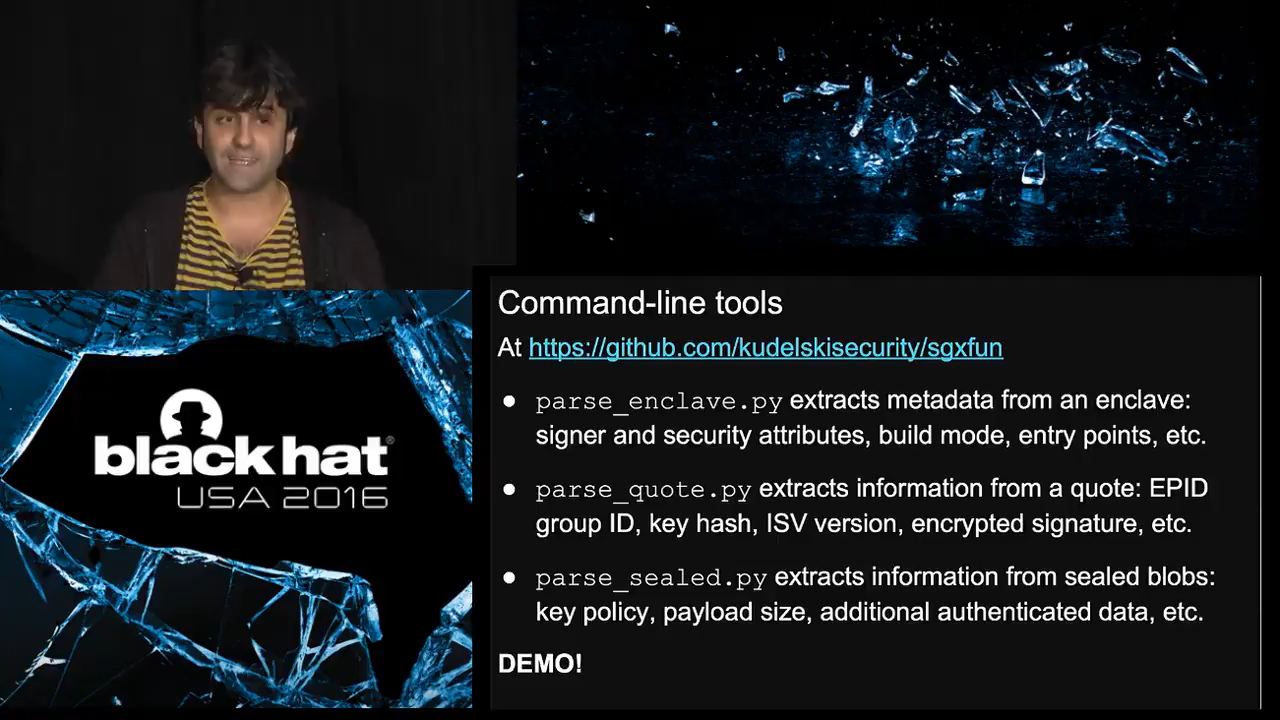 Command-line tools
At https://github.com/kudelskisecurity/sgxfun
● parse_enclave.py extracts metadata from an enclave:
signer and security attributes, build mode, entry points, etc.
● parse_quote.py extracts information from a quote: EPID
group ID, key hash, ISV version, encrypted signature, etc.
● parse_sealed.py extracts information from sealed blobs:
key policy, payload size, additional authenticated data, etc.
DEMO!
black hat®
USA 2016